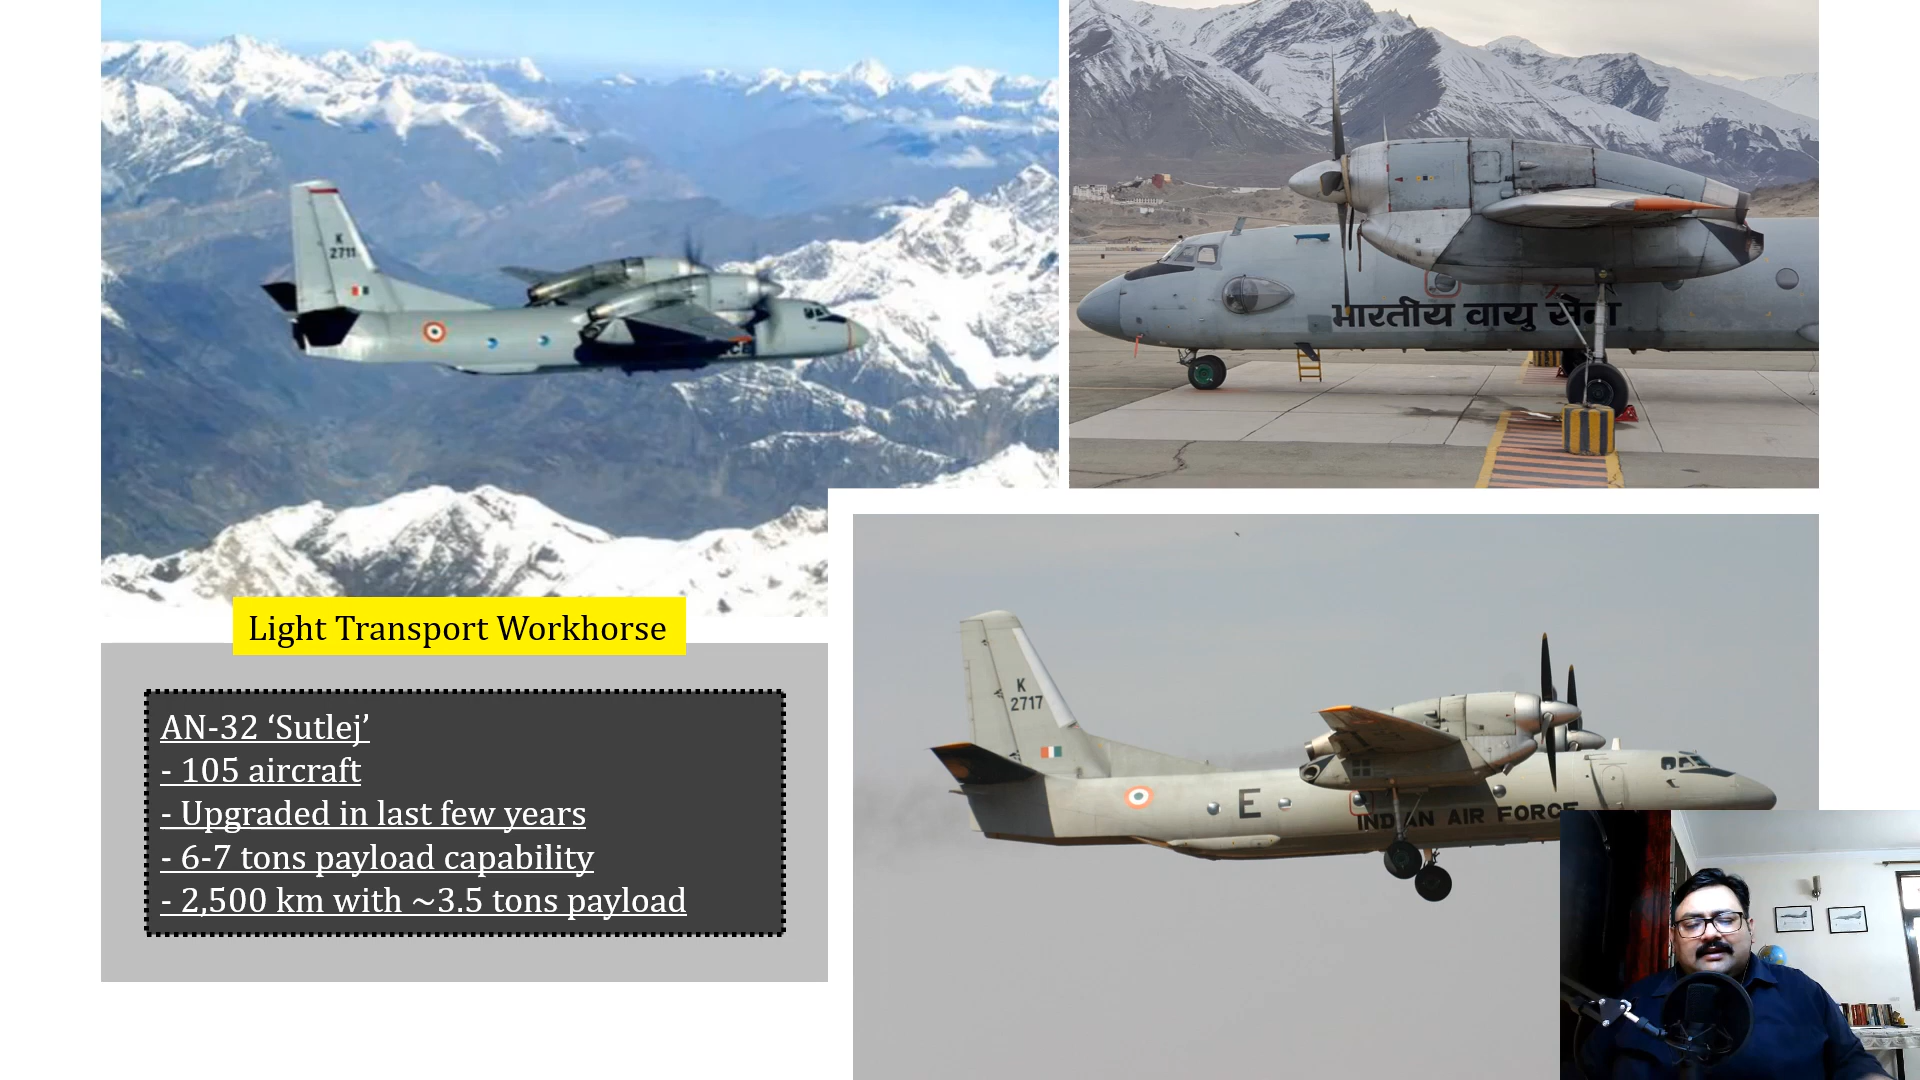 K
2711
भारतीय वायु सेना
Light Transport Workhorse
AN-32 ‘Sutlej’
- 105 aircraft
- Upgraded in last few years
- 6-7 tons payload capability
- 2,500 km with ~3.5 tons payload
K
2717
E
INDIAN AIR FORCE